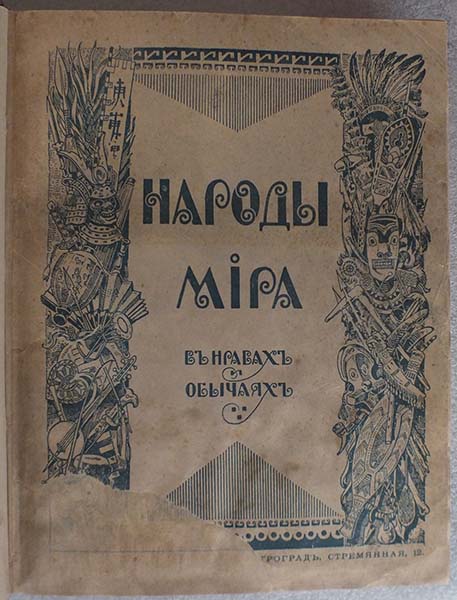 НАРОДЫ
МІРА
ВЪ НРАВАХЪ
И
ОБЫЧАЯХЪ
ТРОГРАДЪ, СТРЕМЯННАЯ, 12.